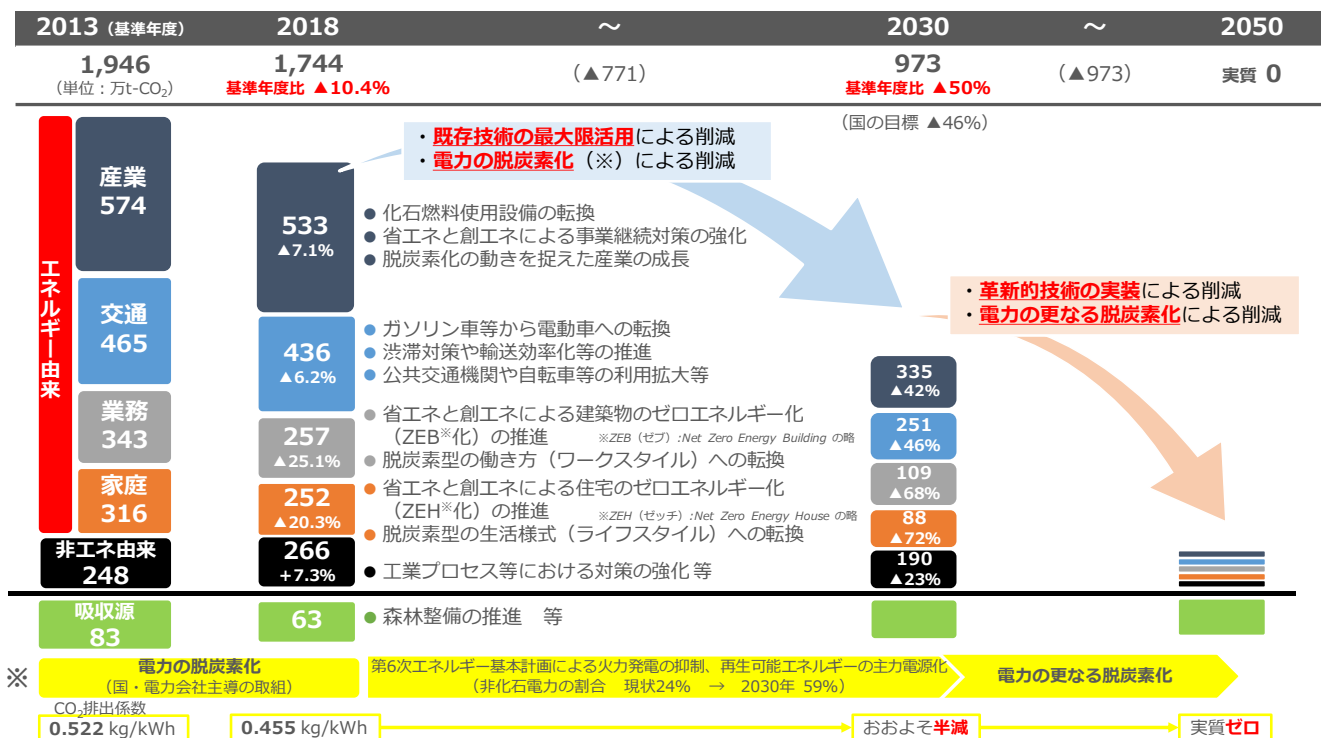 2013（基準年度） 2018 ～ 2030 ～ 2050
1,946 1,744 （▲771） 973 （▲973） 実質 0
（単位：万t-CO₂） 基準年度比 ▲10.4% 基準年度比 ▲50%
（国の目標 ▲46%）
・既存技術の最大限活用による削減
・電力の脱炭素化（※）による削減
エネルギー由来
産業
574
533
▲7.1%
● 化石燃料使用設備の転換
● 省エネと創エネによる事業継続対策の強化
● 脱炭素化の動きを捉えた産業の成長
・革新的技術の実装による削減
・電力の更なる脱炭素化による削減
交通
465
436
▲6.2%
● ガソリン車等から電動車への転換
● 渋滞対策や輸送効率化等の推進
● 公共交通機関や自転車等の利用拡大等
335
▲42%
業務
343
257
▲25.1%
● 省エネと創エネによる建築物のゼロエネルギー化
（ZEB※化）の推進 ※ZEB（ゼブ）:Net Zero Energy Building の略
● 脱炭素型の働き方（ワークスタイル）への転換
251
▲46%
109
▲68%
家庭
316
252
▲20.3%
● 省エネと創エネによる住宅のゼロエネルギー化
（ZEH※化）の推進 ※ZEH（ゼッチ）:Net Zero Energy House の略
● 脱炭素型の生活様式（ライフスタイル）への転換
88
▲72%
非エネ由来
248
266
+7.3%
● 工業プロセス等における対策の強化 等
190
▲23%
吸収源
83
63
● 森林整備の推進　等
※
電力の脱炭素化
（国・電力会社主導の取組）
第6次エネルギー基本計画による火力発電の抑制、再生可能エネルギーの主力電源化
（非化石電力の割合　現状24%　→　2030年 59%）
電力の更なる脱炭素化
CO₂排出係数
0.522 kg/kWh 0.455 kg/kWh おおよそ半減 実質ゼロ